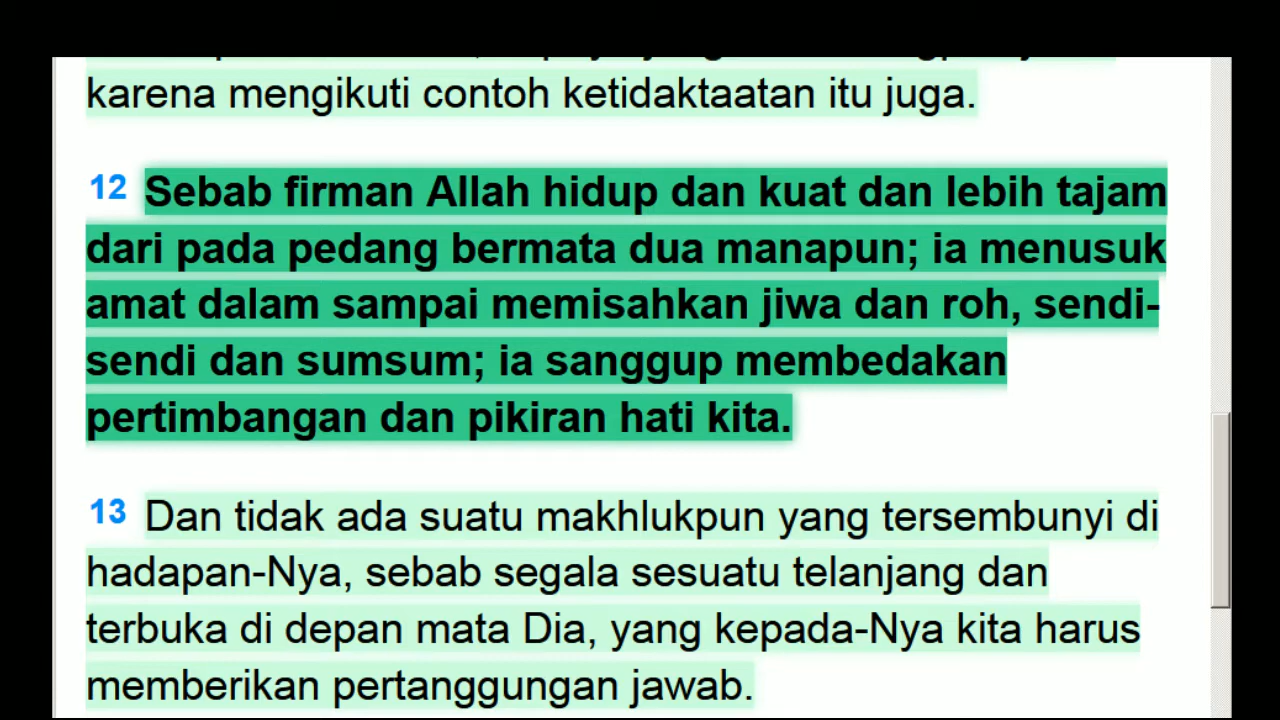 karena mengikuti contoh ketidaktaatan itu juga.
12 Sebab firman Allah hidup dan kuat dan lebih tajam
dari pada pedang bermata dua manapun; ia menusuk
amat dalam sampai memisahkan jiwa dan roh, sendi-
sendi dan sumsum; ia sanggup membedakan
pertimbangan dan pikiran hati kita.
13 Dan tidak ada suatu makhlukpun yang tersembunyi di
hadapan-Nya, sebab segala sesuatu telanjang dan
terbuka di depan mata Dia, yang kepada-Nya kita harus
memberikan pertanggungan jawab.